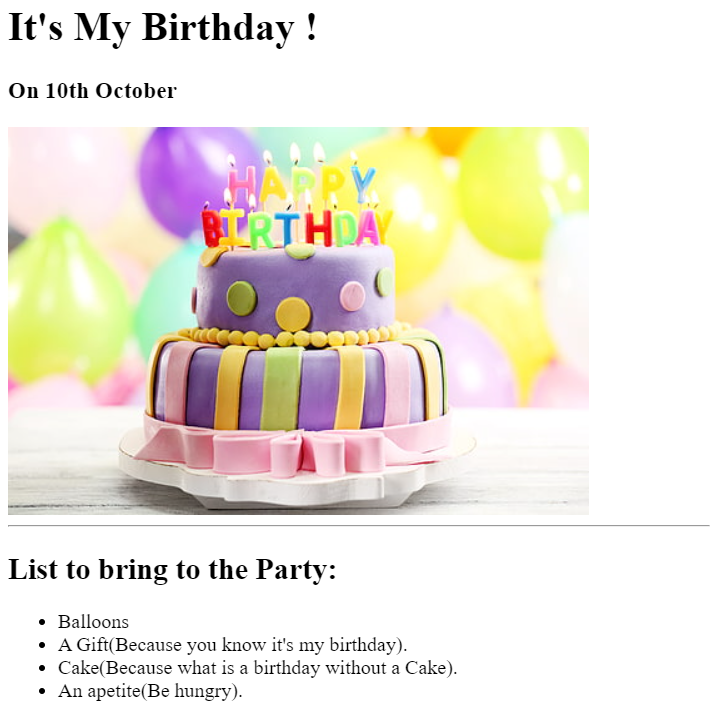 It's My Birthday !
On 10th October
HAPPY
BIRTHDAY
List to bring to the Party:
Balloons
A Gift(Because you know it's my birthday).
Cake(Because what is a birthday without a Cake).
An apetite(Be hungry).